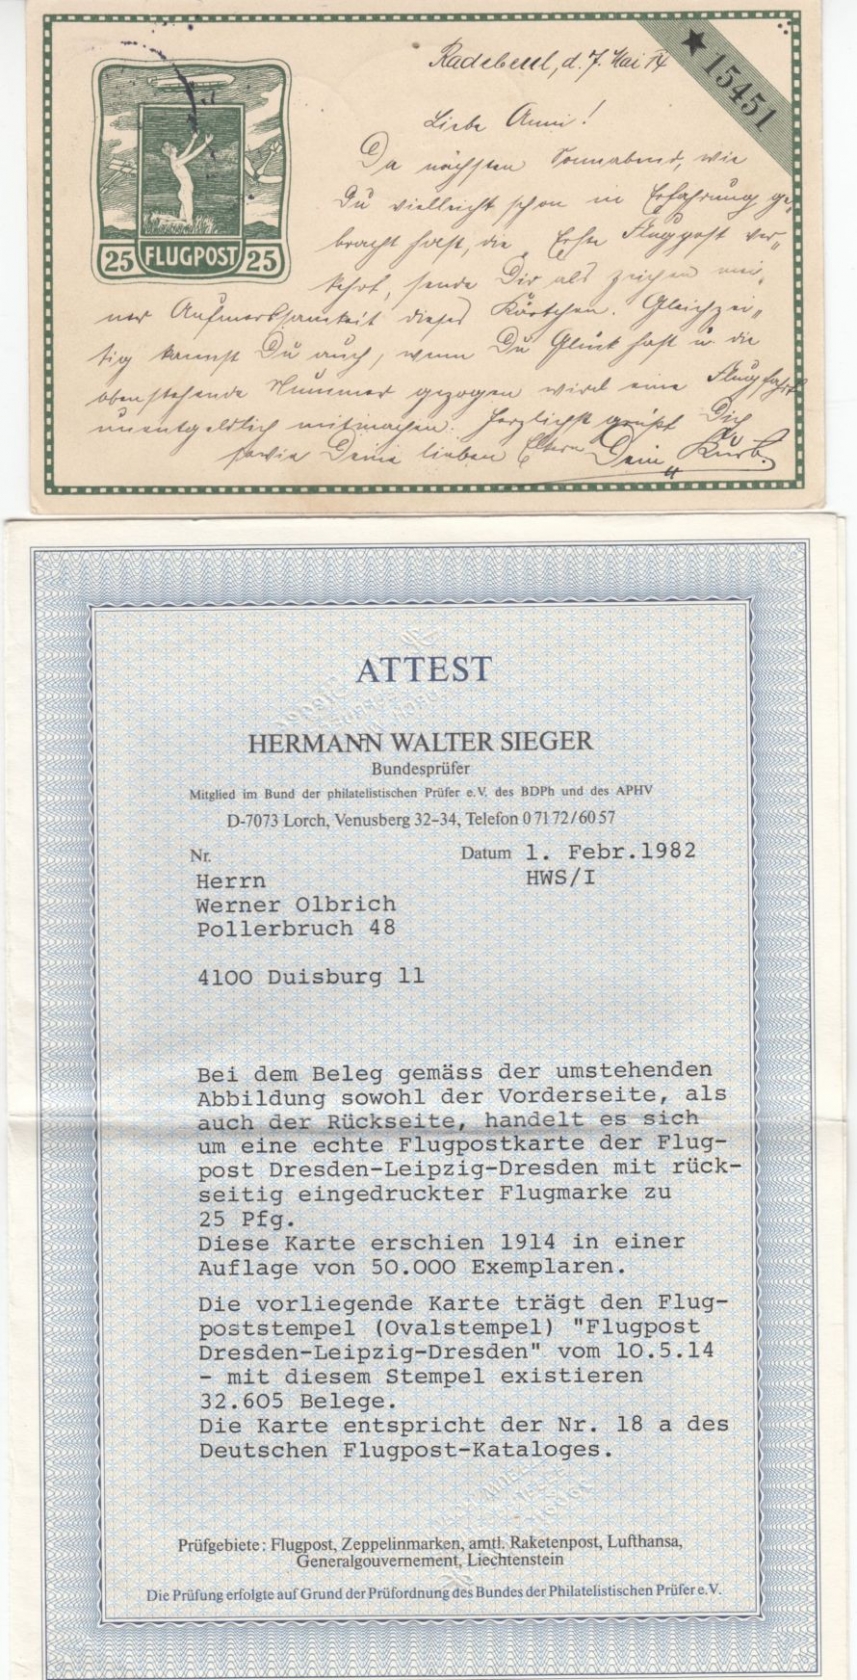 Radebeul, d. 7. Mai 14
★ 15451
Liebe Anni!
Da nächsten Sonnabend, wie
Du vielleicht schon in Erfahrung ge-
bracht hast, die Erste Flugpost ver-
kehrt, sende Dir als Zeichen mei-
ner Aufmerksamkeit dieses Kärtchen. Gleichzei-
tig kannst Du auch, wenn Du Glück hast u. die
obenstehende Nummer gezogen wird eine Flugfahrt
unentgeldlich mitmachen. Herzlichst grüßt Dich
sowie Deine lieben Eltern Dein
25 FLUGPOST 25
ATTEST
HERMANN WALTER SIEGER
Bundesprüfer
Mitglied im Bund der philatelistischen Prüfer e.V. des BDPh und des APHV
D-7073 Lorch, Venusberg 32-34, Telefon 07172/6057
Nr. Datum 1. Febr.1982
Herrn HWS/I
Werner Olbrich
Pollerbruch 48
4100 Duisburg 11
Bei dem Beleg gemäss der umstehenden
Abbildung sowohl der Vorderseite, als
auch der Rückseite, handelt es sich
um eine echte Flugpostkarte der Flug-
post Dresden-Leipzig-Dresden mit rück-
seitig eingedruckter Flugmarke zu
25 Pfg.
Diese Karte erschien 1914 in einer
Auflage von 50.000 Exemplaren.
Die vorliegende Karte trägt den Flug-
poststempel (Ovalstempel) "Flugpost
Dresden-Leipzig-Dresden" vom 10.5.14
- mit diesem Stempel existieren
32.605 Belege.
Die Karte entspricht der Nr. 18 a des
Deutschen Flugpost-Kataloges.
Prüfgebiete: Flugpost, Zeppelinmarken, amtl. Raketenpost, Lufthansa,
Generalgouvernement, Liechtenstein
Die Prüfung erfolgte auf Grund der Prüfordnung des Bundes der Philatelistischen Prüfer e.V.